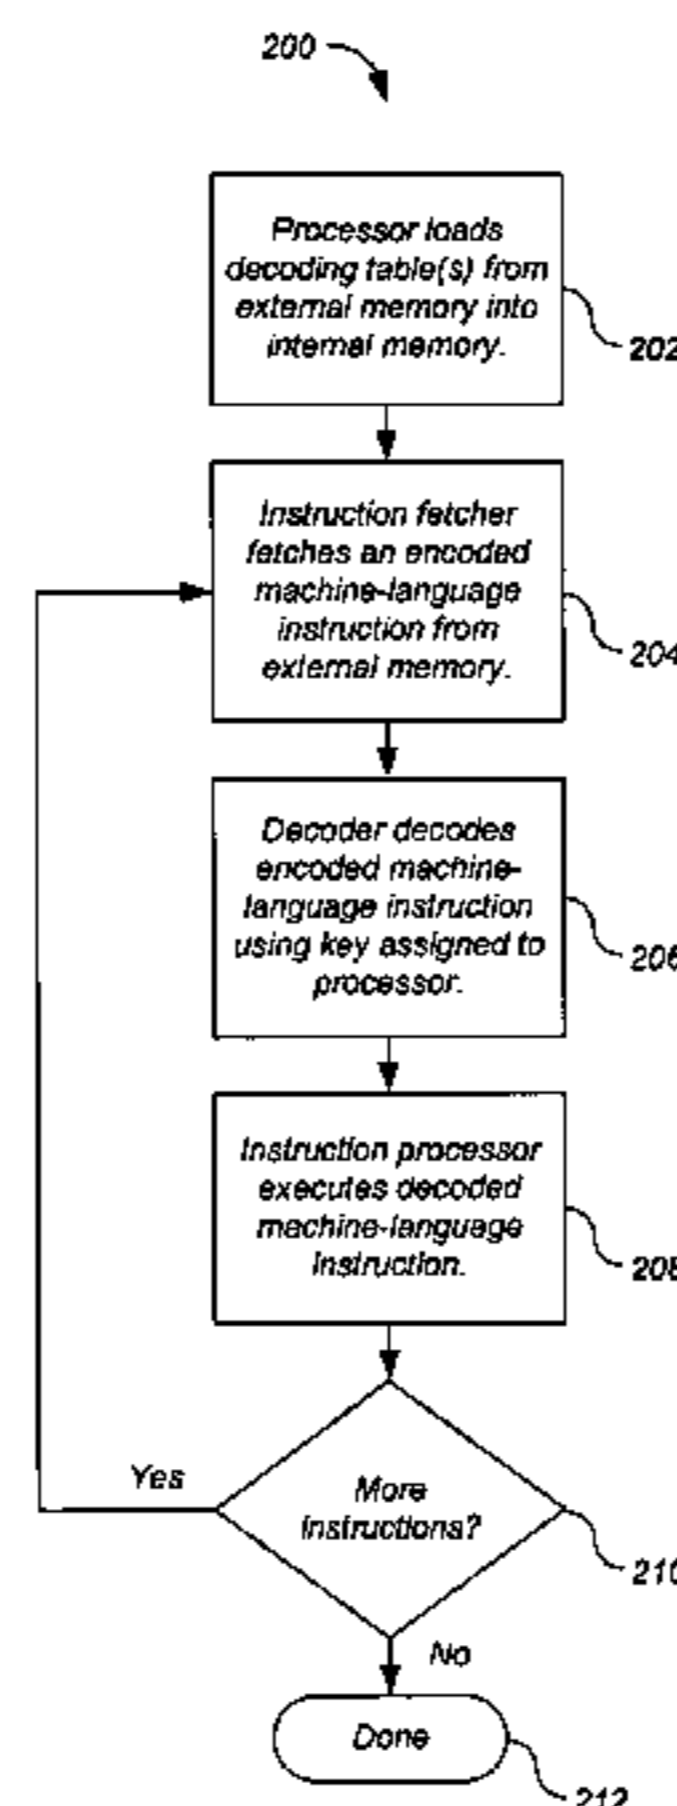 200
Processor loads
decoding table(s) from
external memory into
internal memory.
202
Instruction fetcher
fetches an encoded
machine-language
instruction from
external memory.
204
Decoder decodes
encoded machine-
language instruction
using key assigned to
processor.
206
Instruction processor
executes decoded
machine-language
instruction.
208
More
instructions?
Yes
210
No
Done
212